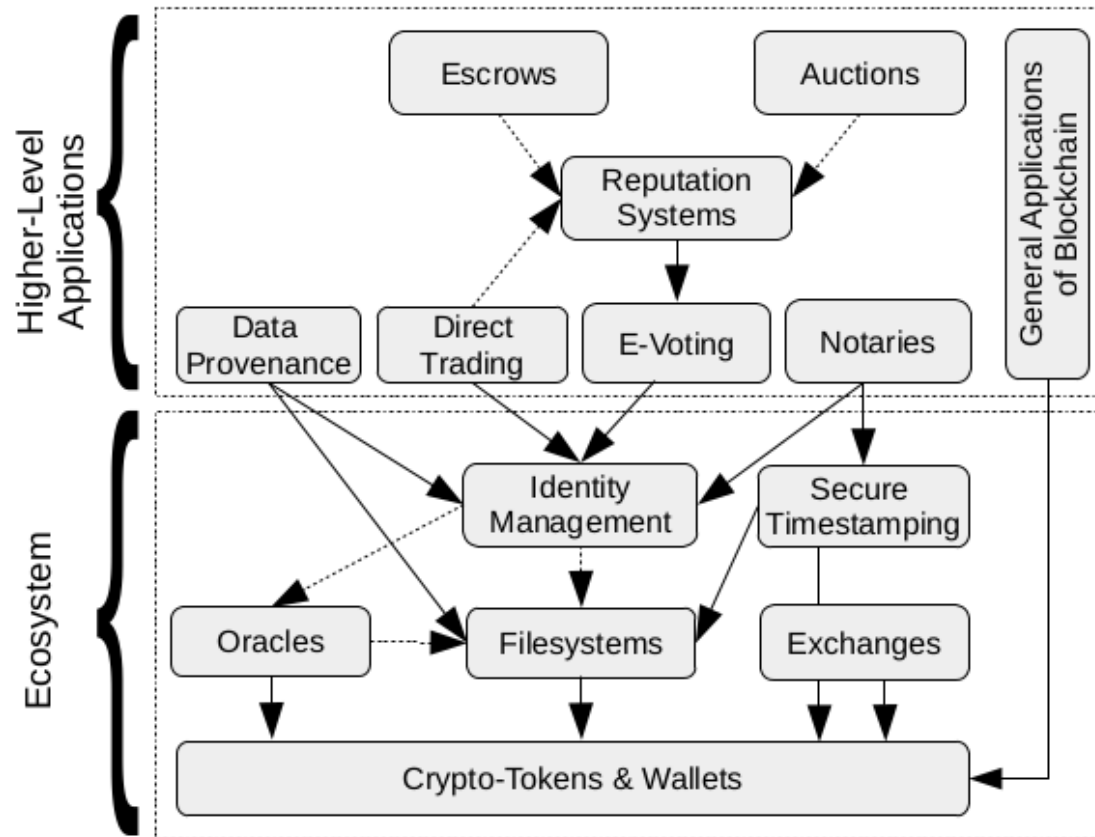 Higher-Level
Applications
Escrows
Auctions
Reputation
Systems
General Applications
of Blockchain
Data
Provenance
Direct
Trading
E-Voting
Notaries
Ecosystem
Identity
Management
Secure
Timestamping
Oracles
Filesystems
Exchanges
Crypto-Tokens & Wallets